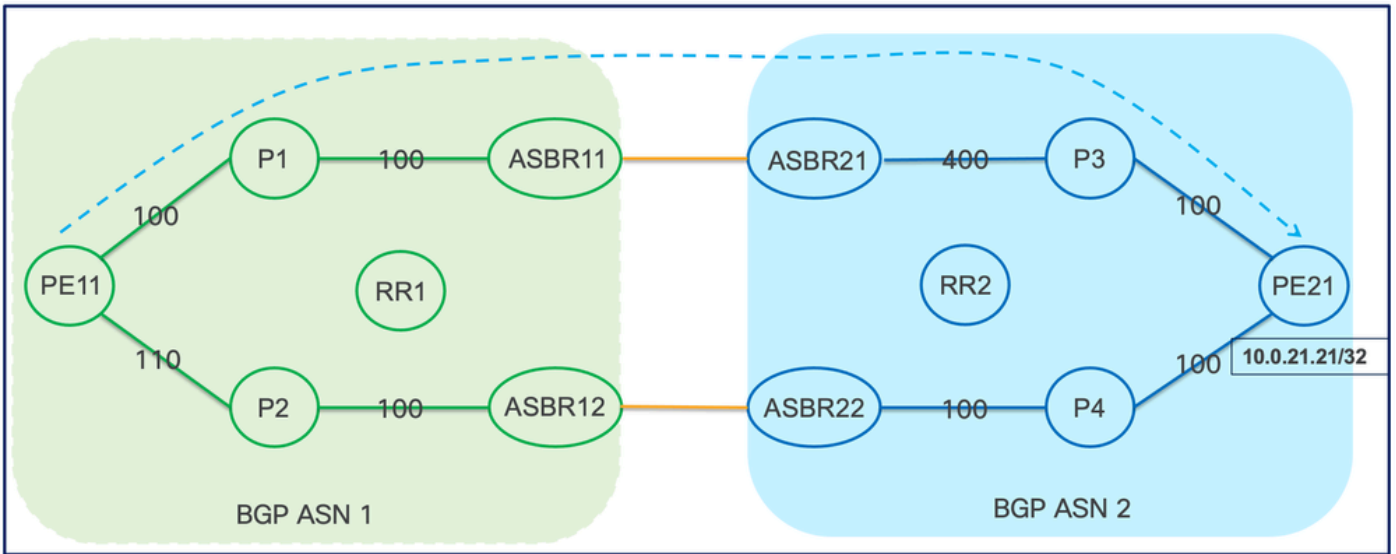 P1
100
ASBR11
ASBR21
400
P3
100
100
PE11
RR1
RR2
PE21
110
100
10.0.21.21/32
P2
100
ASBR12
ASBR22
100
P4
BGP ASN 1
BGP ASN 2